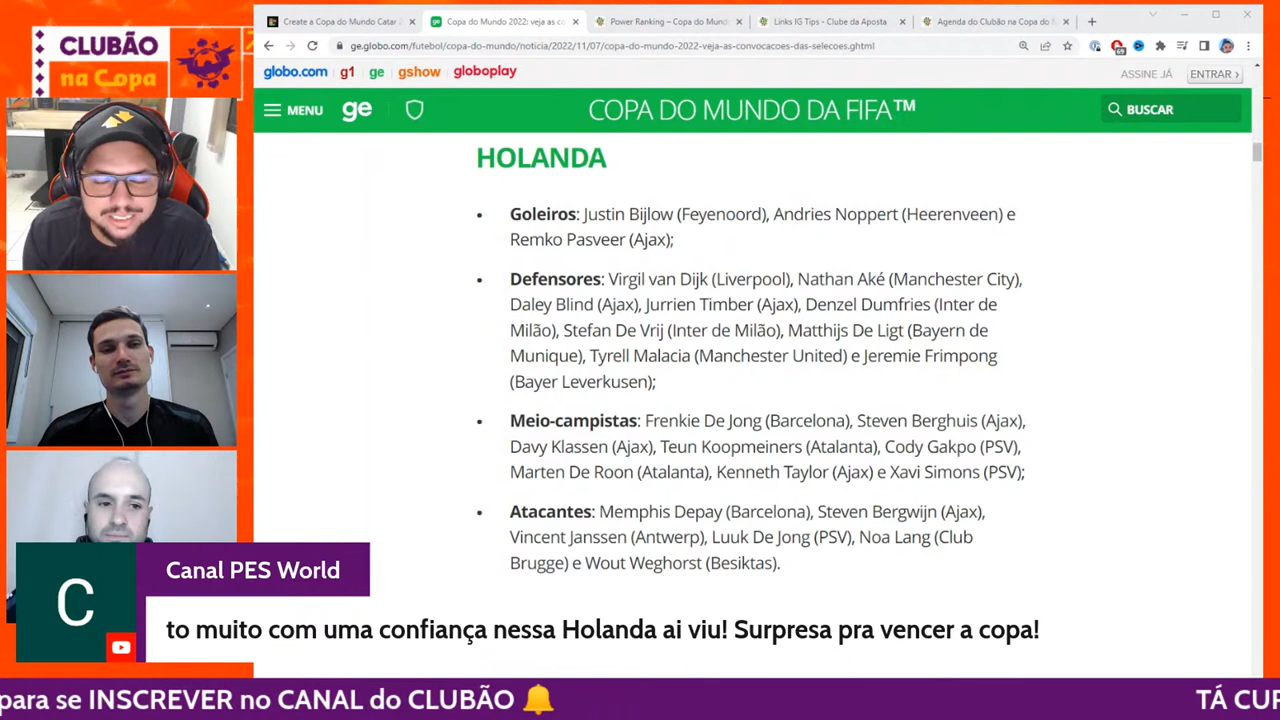 CLUBÃO
na Copa
Create a Copa do Mundo Catar 2
Copa do Mundo 2022: veja as co
Power Ranking – Copa do Mundo
Links IG Tips - Clube da Aposta
Agenda do Clubão na Copa do M
ge.globo.com/futebol/copa-do-mundo/noticia/2022/11/07/copa-do-mundo-2022-veja-as-convocacoes-das-selecoes.ghtml
globo.com g1 ge gshow globoplay
ASSINE JÁ ENTRAR ›
MENU ge COPA DO MUNDO DA FIFA™ BUSCAR
HOLANDA
• Goleiros: Justin Bijlow (Feyenoord), Andries Noppert (Heerenveen) e
Remko Pasveer (Ajax);
• Defensores: Virgil van Dijk (Liverpool), Nathan Aké (Manchester City),
Daley Blind (Ajax), Jurrien Timber (Ajax), Denzel Dumfries (Inter de
Milão), Stefan De Vrij (Inter de Milão), Matthijs De Ligt (Bayern de
Munique), Tyrell Malacia (Manchester United) e Jeremie Frimpong
(Bayer Leverkusen);
• Meio-campistas: Frenkie De Jong (Barcelona), Steven Berghuis (Ajax),
Davy Klassen (Ajax), Teun Koopmeiners (Atalanta), Cody Gakpo (PSV),
Marten De Roon (Atalanta), Kenneth Taylor (Ajax) e Xavi Simons (PSV);
• Atacantes: Memphis Depay (Barcelona), Steven Bergwijn (Ajax),
Vincent Janssen (Antwerp), Luuk De Jong (PSV), Noa Lang (Club
Brugge) e Wout Weghorst (Besiktas).
C
Canal PES World
to muito com uma confiança nessa Holanda ai viu! Surpresa pra vencer a copa!
para se INSCREVER no CANAL do CLUBÃO 🔔 TÁ CUR